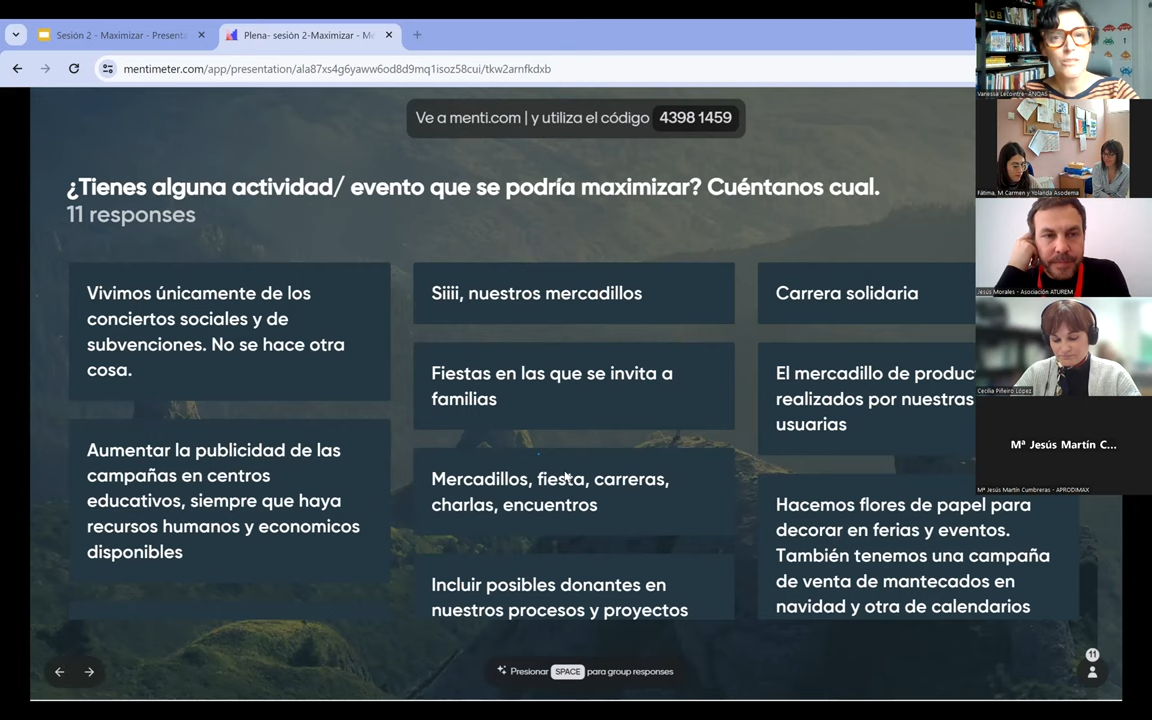 Sesión 2 - Maximizar - Presenta
Plena- sesión 2-Maximizar - Me
mentimeter.com/app/presentation/ala87xs4g6yaww6od8d9mq1isoz58cui/tkw2arnfkdxb
Ve a menti.com | y utiliza el código 4398 1459
¿Tienes alguna actividad/ evento que se podría maximizar? Cuéntanos cual.
11 responses
Vivimos únicamente de los
conciertos sociales y de
subvenciones. No se hace otra
cosa.
Aumentar la publicidad de las
campañas en centros
educativos, siempre que haya
recursos humanos y economicos
disponibles
Siiii, nuestros mercadillos
Fiestas en las que se invita a
familias
Mercadillos, fiesta, carreras,
charlas, encuentros
Incluir posibles donantes en
nuestros procesos y proyectos
Carrera solidaria
El mercadillo de produc
realizados por nuestras
usuarias
Hacemos flores de papel para
decorar en ferias y eventos.
También tenemos una campaña
de venta de mantecados en
navidad y otra de calendarios
Presionar SPACE para group responses
11
Vanessa Lecointre- ANOAS
Fátima, M Carmen y Yolanda Asodema
Jesús Morales - Asociación ATUREM
Cecilia Piñeiro López
Mª Jesús Martín C...
Mª Jesús Martín Cumbreras - APRODIMAX